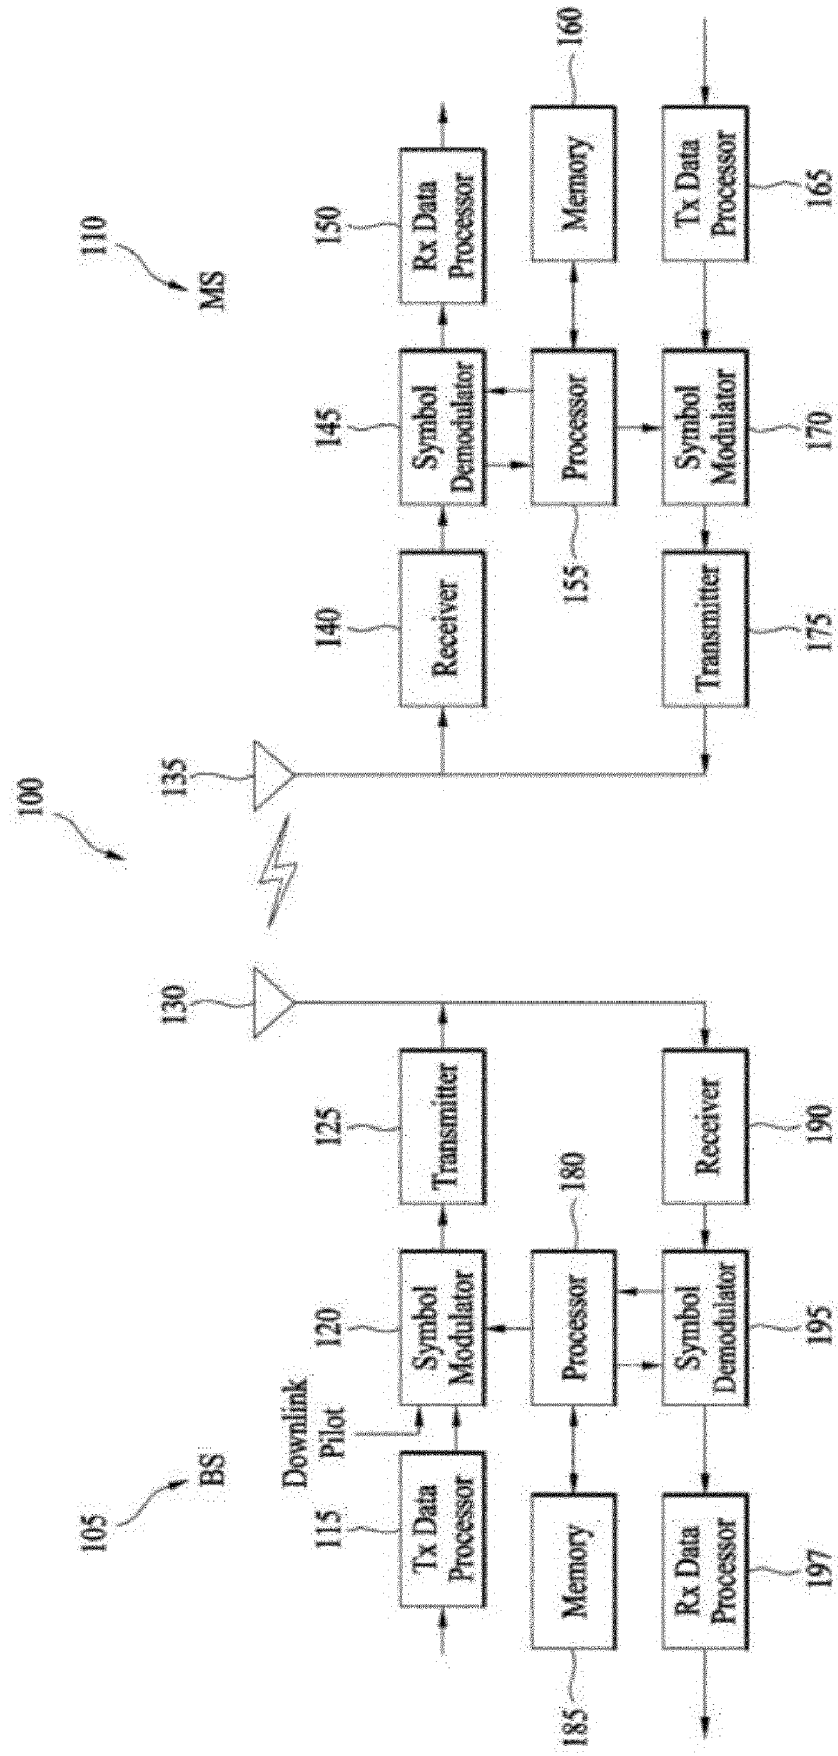 100
105
BS
110
MS
115
Tx Data
Processor
Downlink
Pilot
120
Symbol
Modulator
125
Transmitter
130
135
140
Receiver
145
Symbol
Demodulator
150
Rx Data
Processor
185
Memory
180
Processor
155
Processor
160
Memory
197
Rx Data
Processor
195
Symbol
Demodulator
190
Receiver
175
Transmitter
170
Symbol
Modulator
165
Tx Data
Processor